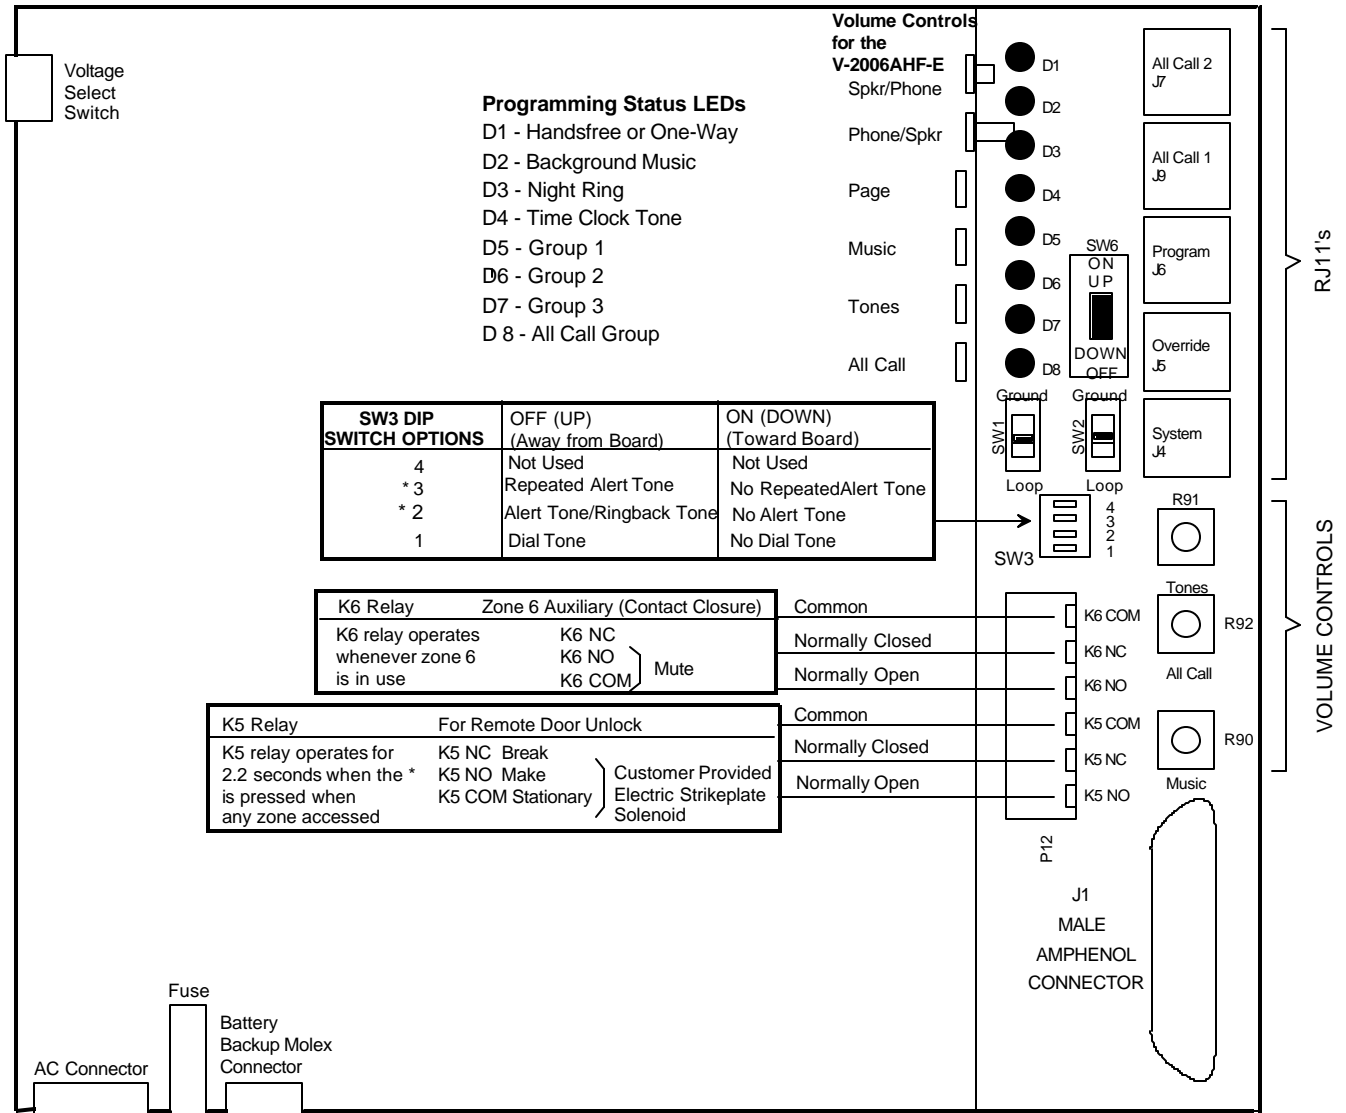 Voltage
Select
Switch
Programming Status LEDs
D1 - Handsfree or One-Way
D2 - Background Music
D3 - Night Ring
D4 - Time Clock Tone
D5 - Group 1
D6 - Group 2
D7 - Group 3
D 8 - All Call Group
Volume Controls
for the
V-2006AHF-E
Spkr/Phone
Phone/Spkr
Page
Music
Tones
All Call
D1
D2
D3
D4
D5
D6
D7
D8
SW6
ON
UP
DOWN
OFF
All Call 2
J7
All Call 1
J9
Program
J6
Override
J5
System
J4
RJ11's
Ground
SW1
Loop
Ground
SW2
Loop
SW3 DIP SWITCH OPTIONS OFF (UP) (Away from Board) ON (DOWN) (Toward Board)
4 Not Used Not Used
* 3 Repeated Alert Tone No RepeatedAlert Tone
* 2 Alert Tone/Ringback Tone No Alert Tone
1 Dial Tone No Dial Tone
SW3
4
3
2
1
R91
Tones
R92
All Call
R90
Music
VOLUME CONTROLS
K6 Relay Zone 6 Auxiliary (Contact Closure)
K6 relay operates
whenever zone 6
is in use
K6 NC
K6 NO
K6 COM
Mute
Common
Normally Closed
Normally Open
K6 COM
K6 NC
K6 NO
K5 Relay For Remote Door Unlock
K5 relay operates for
2.2 seconds when the *
is pressed when
any zone accessed
K5 NC Break
K5 NO Make
K5 COM Stationary
Customer Provided
Electric Strikeplate
Solenoid
Common
Normally Closed
Normally Open
K5 COM
K5 NC
K5 NO
P12
J1
MALE
AMPHENOL
CONNECTOR
Fuse
Battery
Backup Molex
Connector
AC Connector